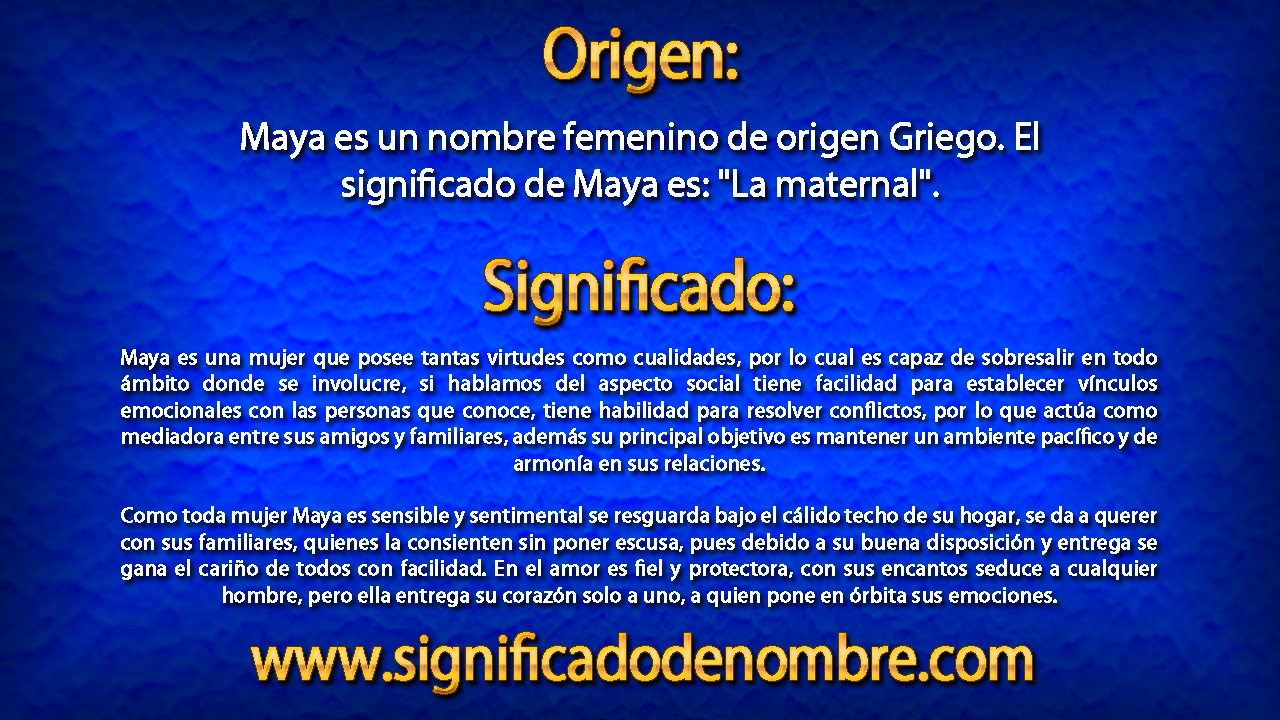 Origen:
Maya es un nombre femenino de origen Griego. El
significado de Maya es: "La maternal".
Significado:
Maya es una mujer que posee tantas virtudes como cualidades, por lo cual es capaz de sobresalir en todo
ámbito donde se involucre, si hablamos del aspecto social tiene facilidad para establecer vínculos
emocionales con las personas que conoce, tiene habilidad para resolver conflictos, por lo que actúa como
mediadora entre sus amigos y familiares, además su principal objetivo es mantener un ambiente pacífico y de
armonía en sus relaciones.
Como toda mujer Maya es sensible y sentimental se resguarda bajo el cálido techo de su hogar, se da a querer
con sus familiares, quienes la consienten sin poner escusa, pues debido a su buena disposición y entrega se
gana el cariño de todos con facilidad. En el amor es fiel y protectora, con sus encantos seduce a cualquier
hombre, pero ella entrega su corazón solo a uno, a quien pone en órbita sus emociones.
www.significadodenombre.com